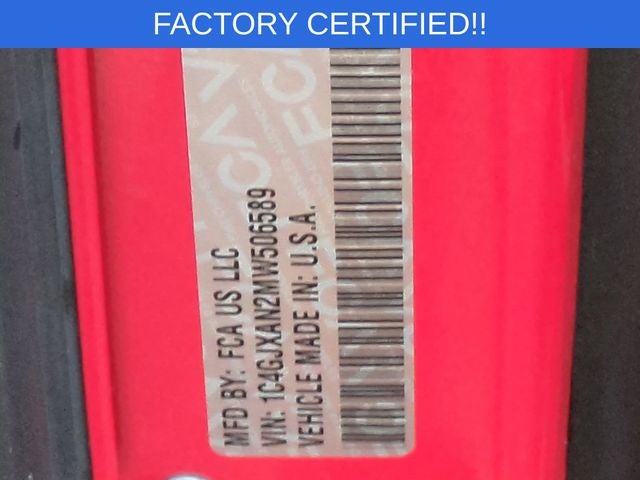 FACTORY CERTIFIED!!
MFD BY: FCA US LLC
VIN: 1C4GJXAN2MW506589
VEHICLE MADE IN: U.S.A.